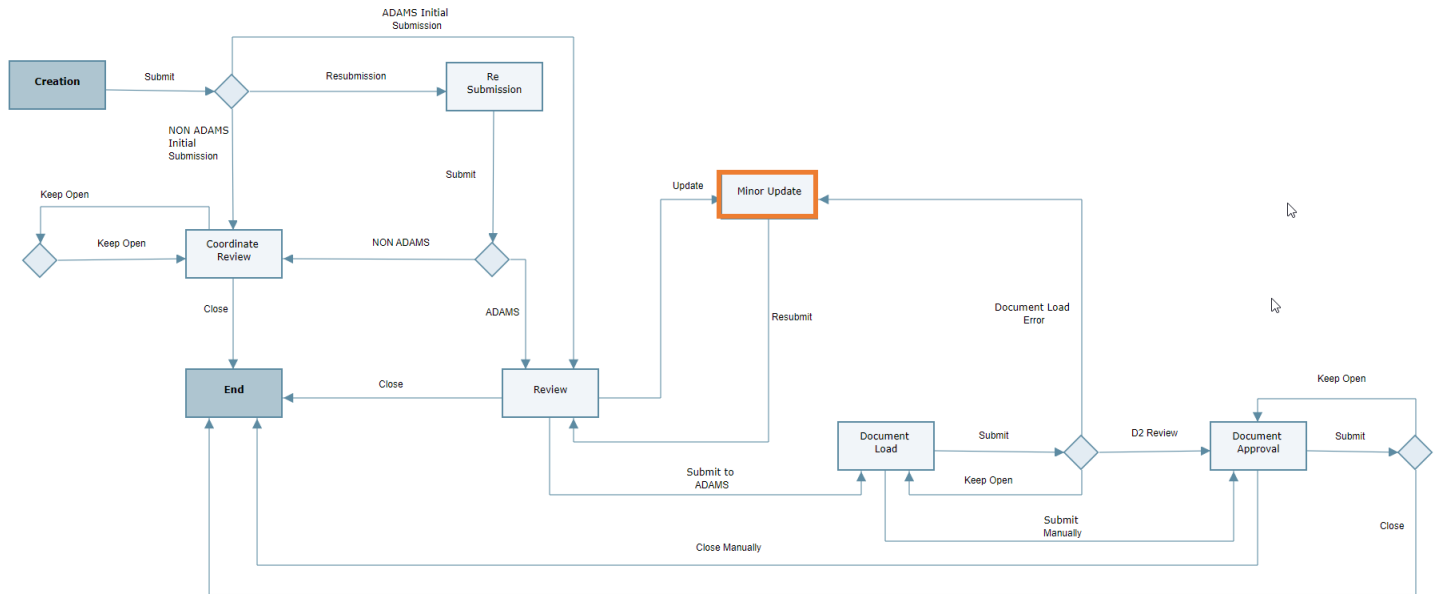 ADAMS Initial
Submission
Creation
Submit
Resubmission
Re
Submission
NON ADAMS
Initial
Submission
Submit
Keep Open
Update
Minor Update
Keep Open
Coordinate
Review
NON ADAMS
Close
ADAMS
Resubmit
Document Load
Error
End
Close
Review
Keep Open
Document
Load
Submit
D2 Review
Document
Approval
Submit
Submit to
ADAMS
Keep Open
Submit
Manually
Close
Close Manually